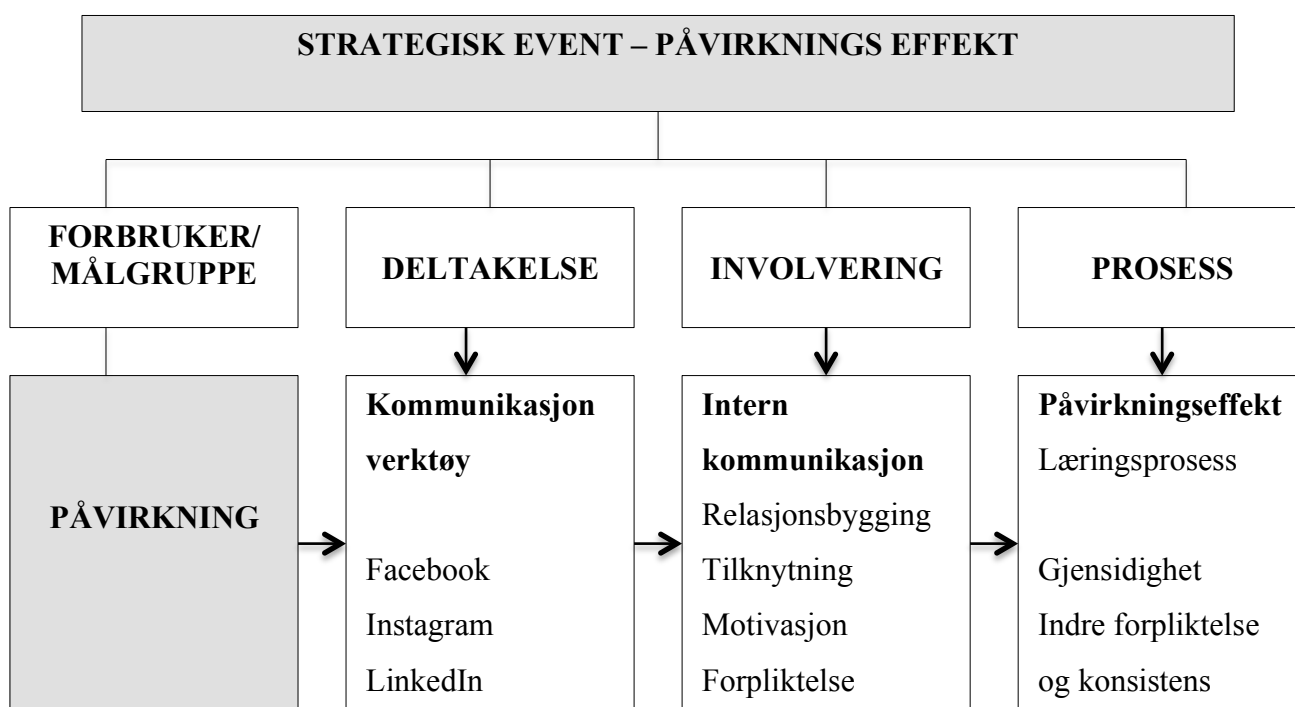 STRATEGISK EVENT – PÅVIRKNINGS EFFEKT
FORBRUKER/
MÅLGRUPPE
DELTAKELSE
INVOLVERING
PROSESS
PÅVIRKNING
Kommunikasjon
verktøy
Facebook
Instagram
LinkedIn
Intern
kommunikasjon
Relasjonsbygging
Tilknytning
Motivasjon
Forpliktelse
Påvirkningseffekt
Læringsprosess
Gjensidighet
Indre forpliktelse
og konsistens